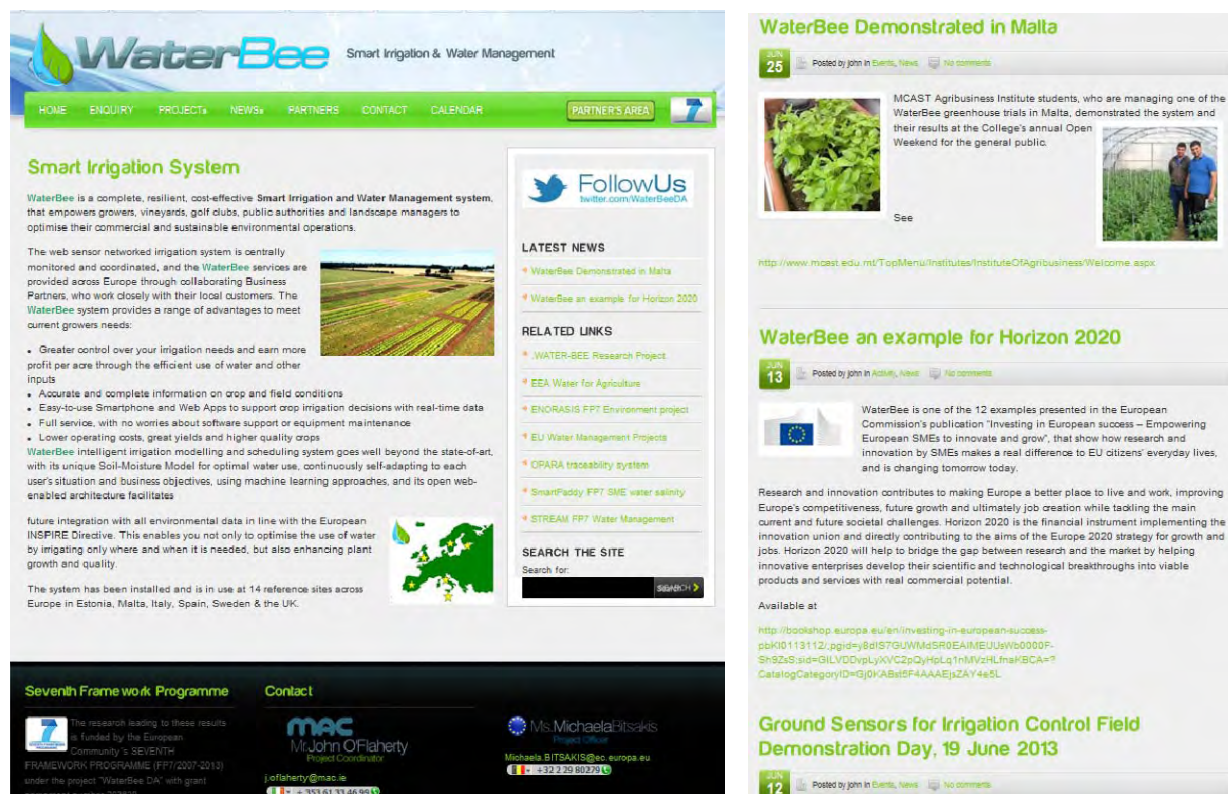 WaterBee Smart Irrigation & Water Management
HOME ENQUIRY PROJECTs NEWSs PARTNERS CONTACT CALENDAR PARTNER'S AREA 7
Smart Irrigation System
WaterBee is a complete, resilient, cost-effective Smart Irrigation and Water Management system,
that empowers growers, vineyards, golf clubs, public authorities and landscape managers to
optimise their commercial and sustainable environmental operations.
The web sensor networked irrigation system is centrally
monitored and coordinated, and the WaterBee services are
provided across Europe through collaborating Business
Partners, who work closely with their local customers. The
WaterBee system provides a range of advantages to meet
current growers needs:
• Greater control over your irrigation needs and earn more
profit per acre through the efficient use of water and other
inputs
• Accurate and complete information on crop and field conditions
• Easy-to-use Smartphone and Web Apps to support crop irrigation decisions with real-time data
• Full service, with no worries about software support or equipment maintenance
• Lower operating costs, great yields and higher quality crops
WaterBee intelligent irrigation modelling and scheduling system goes well beyond the state-of-art,
with its unique Soil-Moisture Model for optimal water use, continuously self-adapting to each
user's situation and business objectives, using machine learning approaches, and its open web-
enabled architecture facilitates
future integration with all environmental data in line with the European
INSPIRE Directive. This enables you not only to optimise the use of water
by irrigating only where and when it is needed, but also enhancing plant
growth and quality.
The system has been installed and is in use at 14 reference sites across
Europe in Estonia, Malta, Italy, Spain, Sweden & the UK.
FollowUs
twitter.com/WaterBeeDA
LATEST NEWS
WaterBee Demonstrated in Malta
WaterBee an example for Horizon 2020
RELATED LINKS
.WATER-BEE Research Project
EEA Water for Agriculture
ENORASIS FP7 Environment project
EU Water Management Projects
OPARA traceability system
SmartPaddy FP7 SME water salinity
STREAM FP7 Water Management
SEARCH THE SITE
Search for:
Seventh Framework Programme
The research leading to these results
is funded by the European
Community 's SEVENTH
FRAMEWORK PROGRAMME (FP7/2007-2013)
under the project "WaterBee DA" with grant
Contact
mac
Mr.John O'Flaherty
Project Coordinator
j.oflaherty@mac.ie
+ 353 61 33 46 99
Ms.MichaelaBitsakis
Project Officer
Michaela.BITSAKIS@ec.europa.eu
+32 2 29 80279
WaterBee Demonstrated in Malta
JUN
25 Posted by john in Events, News No comments
MCAST Agribusiness Institute students, who are managing one of the
WaterBee greenhouse trials in Malta, demonstrated the system and
their results at the College's annual Open
Weekend for the general public.
See
http://www.mcast.edu.mt/TopMenu/Institutes/InstituteOfAgribusiness/Welcome.aspx
WaterBee an example for Horizon 2020
JUN
13 Posted by john in Activity, News No comments
WaterBee is one of the 12 examples presented in the European
Commission's publication "Investing in European success – Empowering
European SMEs to innovate and grow", that show how research and
innovation by SMEs makes a real difference to EU citizens' everyday lives,
and is changing tomorrow today.
Research and innovation contributes to making Europe a better place to live and work, improving
Europe's competitiveness, future growth and ultimately job creation while tackling the main
current and future societal challenges. Horizon 2020 is the financial instrument implementing the
innovation union and directly contributing to the aims of the Europe 2020 strategy for growth and
jobs. Horizon 2020 will help to bridge the gap between research and the market by helping
innovative enterprises develop their scientific and technological breakthroughs into viable
products and services with real commercial potential.
Available at
http://bookshop.europa.eu/en/investing-in-european-success-
Ground Sensors for Irrigation Control Field
Demonstration Day, 19 June 2013
JUN
12 Posted by john in Events, News No comments